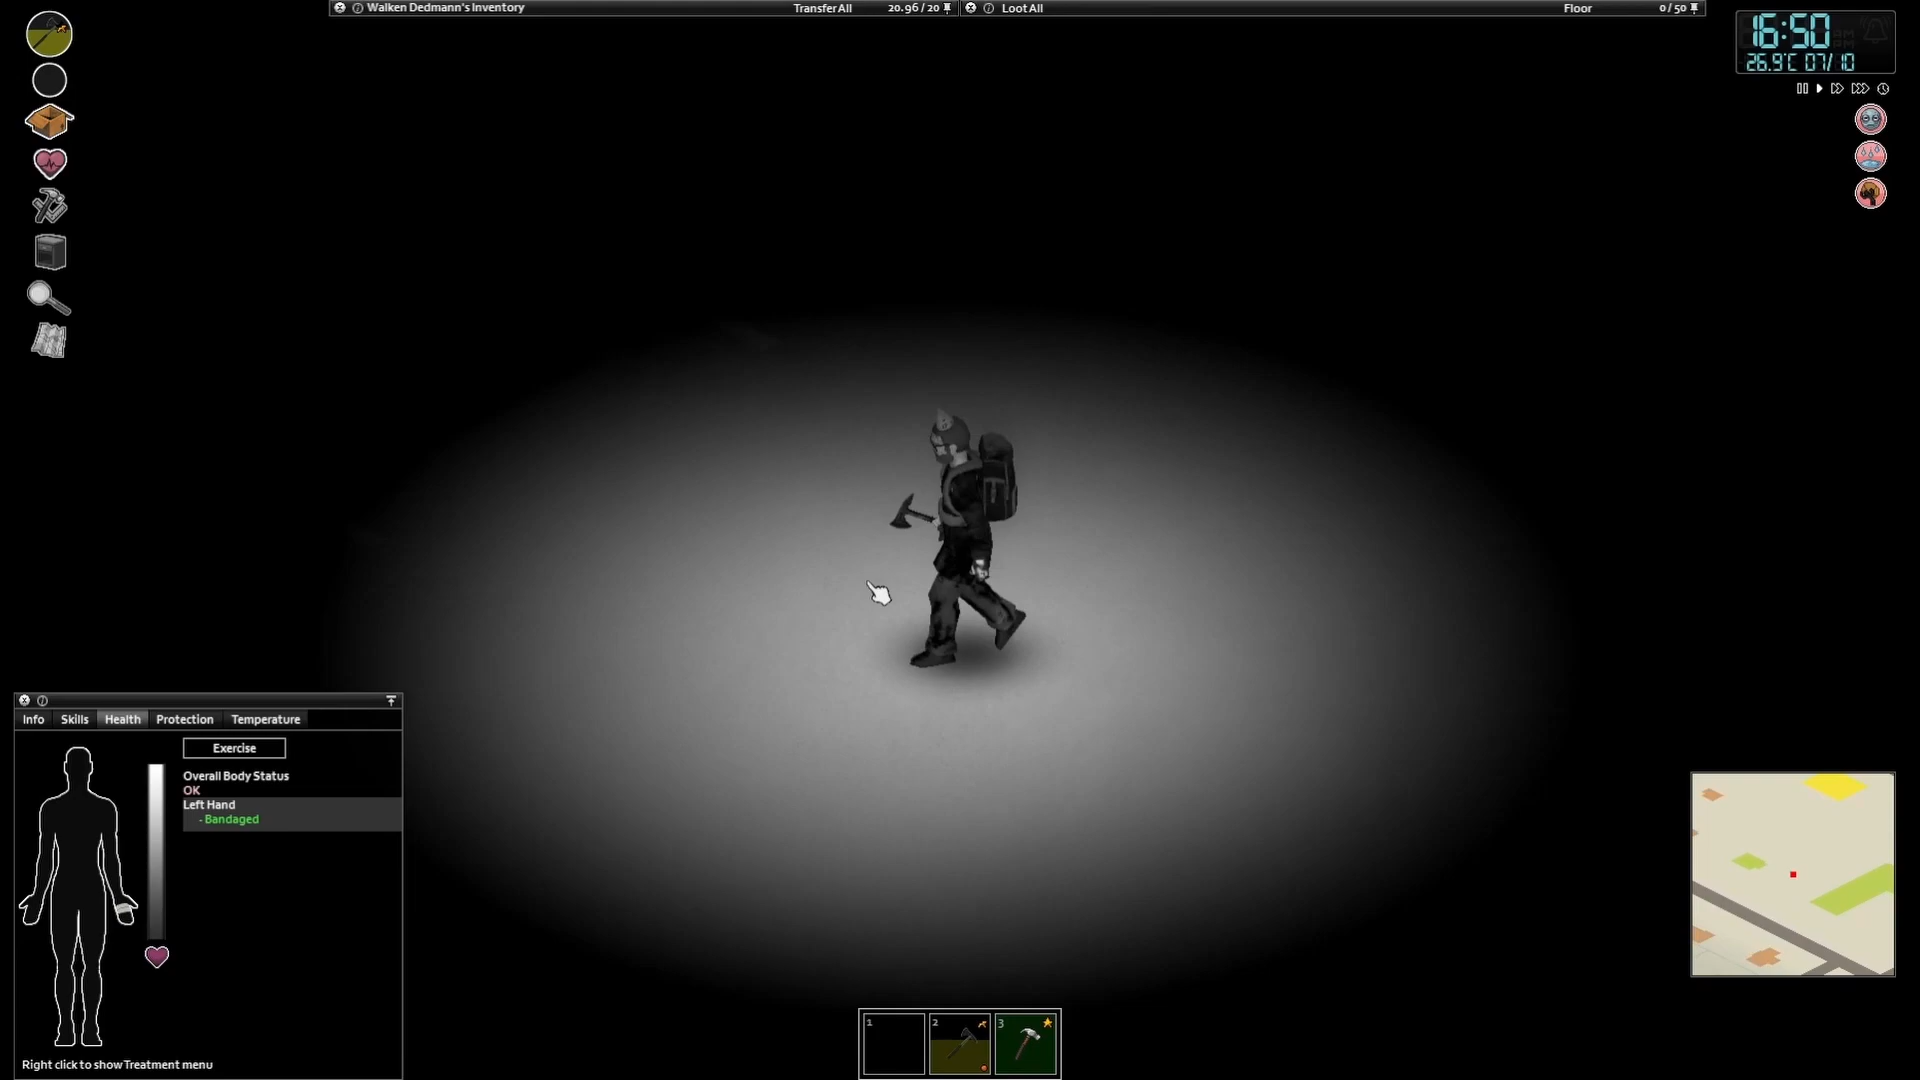 Walken Dedmann's Inventory Transfer All 20.96 / 20
Loot All Floor 0 / 50
16:50
26.9°C 07/10
Info Skills Health Protection Temperature
Exercise
Overall Body Status
OK
Left Hand
- Bandaged
Right click to show Treatment menu
1 2 3